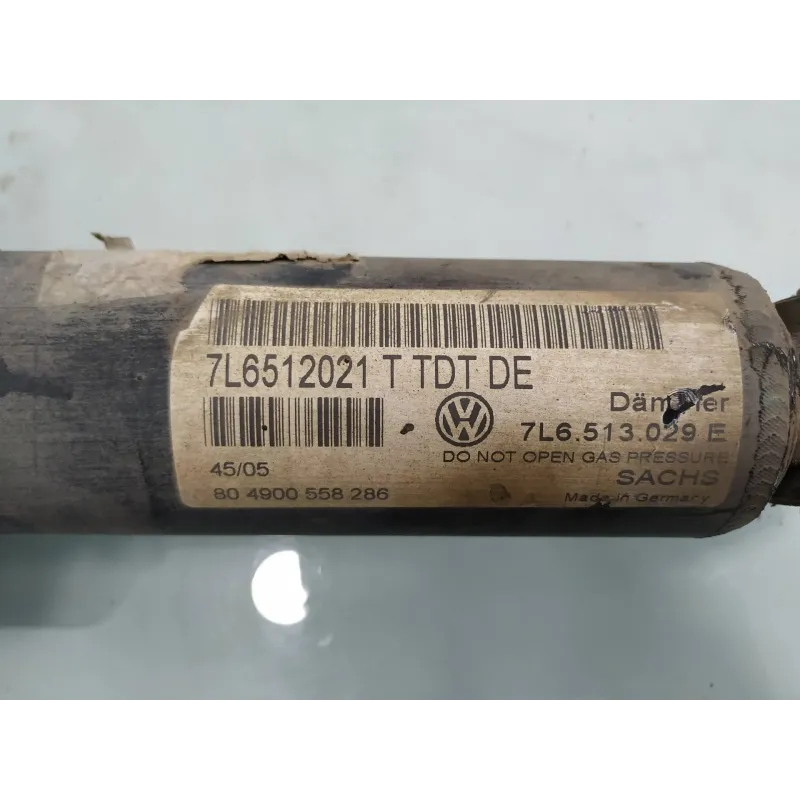 7L6512021 T TDT DE
Dämpfer
7L6.513.029 E
DO NOT OPEN GAS PRESSURE
45/05
SACHS
80 4900 558 286
Made in Germany